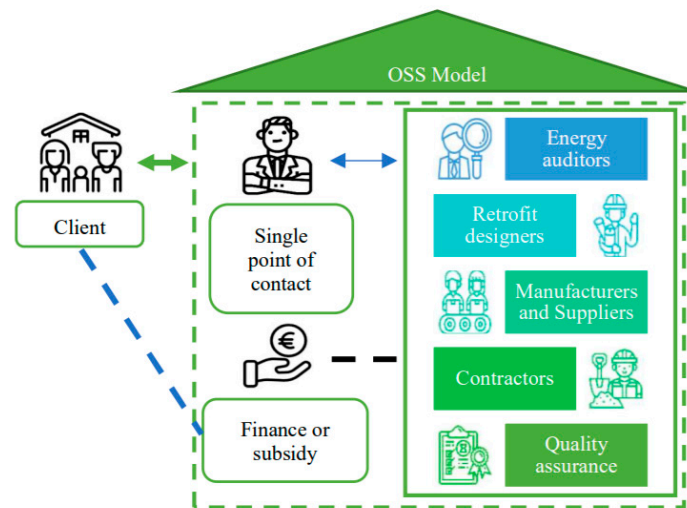 OSS Model
Client
Single
point of
contact
Finance or
subsidy
€
Energy
auditors
Retrofit
designers
Manufacturers
and Suppliers
Contractors
Quality
assurance